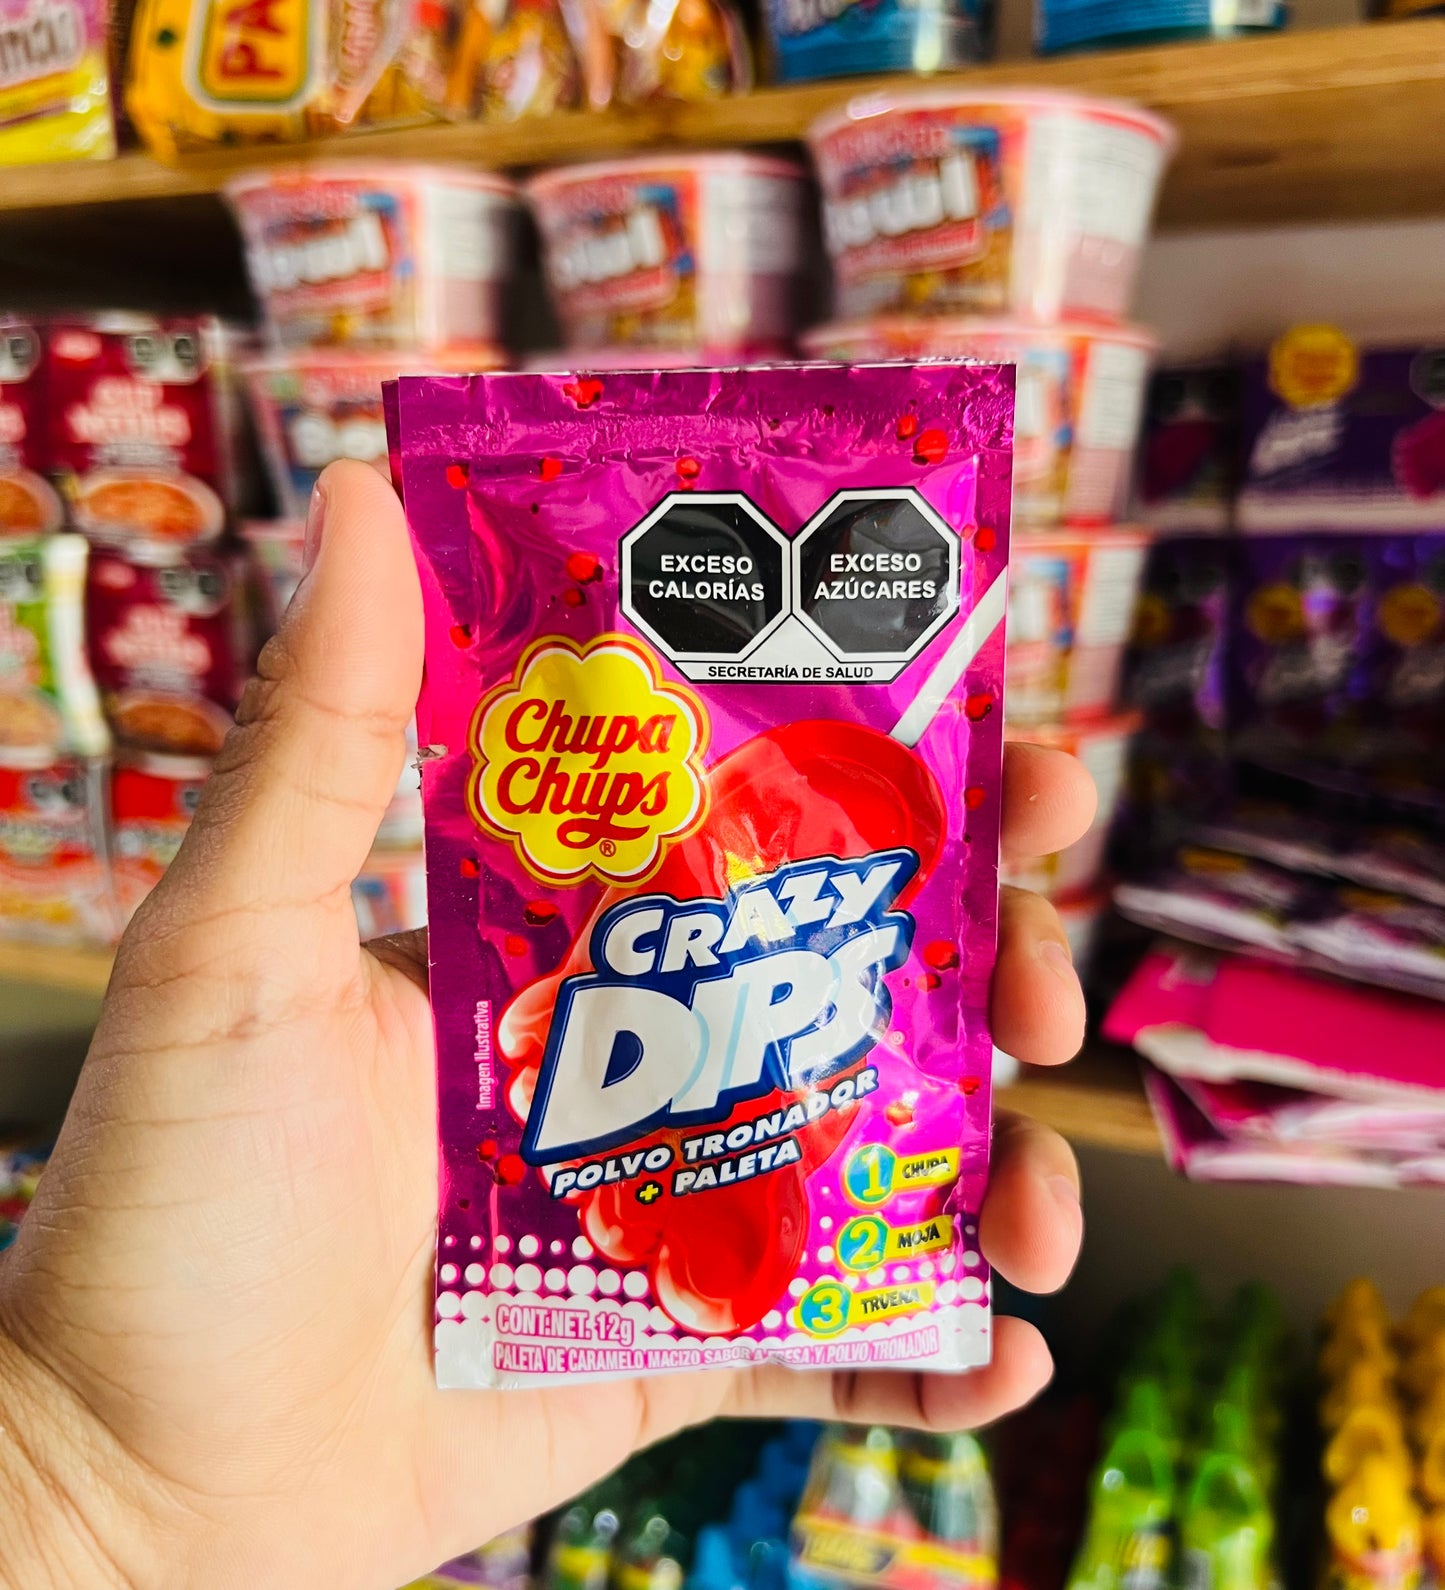 EXCESO
CALORÍAS
EXCESO
AZÚCARES
SECRETARÍA DE SALUD
Chupa
Chups
®
CRAZY
DIPS
®
POLVO TRONADOR
+ PALETA
Imagen Ilustrativa
1 CHUPA
2 MOJA
3 TRUENA
CONT.NET. 12g
PALETA DE CARAMELO MACIZO SABOR A FRESA Y POLVO TRONADOR
PA